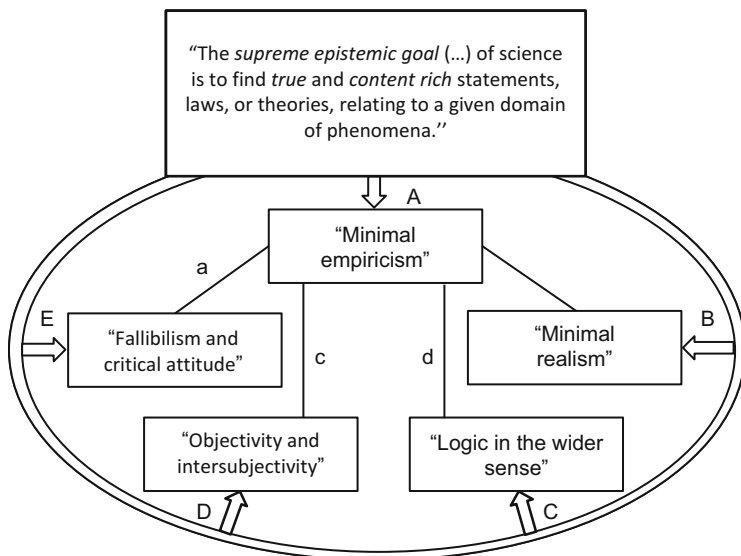 “The supreme epistemic goal (…) of science
is to find true and content rich statements,
laws, or theories, relating to a given domain
of phenomena.’’
A
“Minimal
empiricism”
a
E
“Fallibilism and
critical attitude”
c
d
“Minimal
realism”
B
“Objectivity and
intersubjectivity”
D
“Logic in the wider
sense”
C